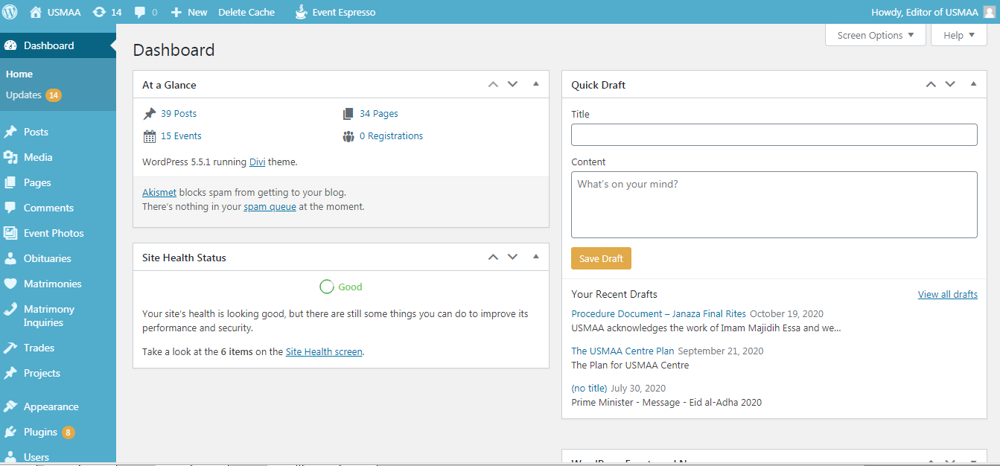 USMAA 14 0 New Delete Cache Event Espresso Howdy, Editor of USMAA
Screen Options Help
Dashboard
Home
Updates 14
Posts
Media
Pages
Comments
Event Photos
Obituaries
Matrimonies
Matrimony
Inquiries
Trades
Projects
Appearance
Plugins 8
Users
Dashboard
At a Glance
39 Posts 34 Pages
15 Events 0 Registrations
WordPress 5.5.1 running Divi theme.
Akismet blocks spam from getting to your blog.
There's nothing in your spam queue at the moment.
Site Health Status
Good
Your site's health is looking good, but there are still some things you can do to improve its
performance and security.
Take a look at the 6 items on the Site Health screen.
Quick Draft
Title
Content
What's on your mind?
Save Draft
Your Recent Drafts View all drafts
Procedure Document – Janaza Final Rites October 19, 2020
USMAA acknowledges the work of Imam Majidih Essa and we…
The USMAA Centre Plan September 21, 2020
The Plan for USMAA Centre
(no title) July 30, 2020
Prime Minister - Message - Eid al-Adha 2020